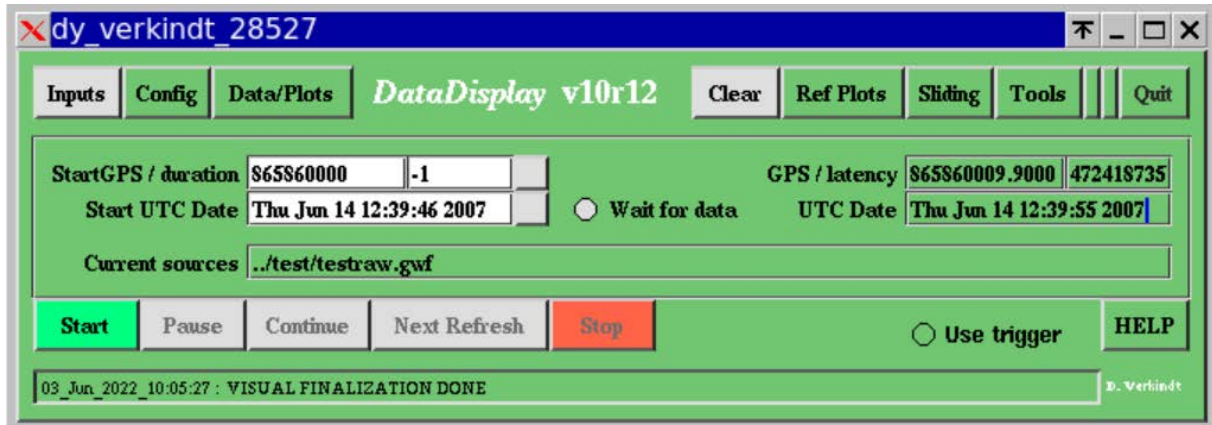 dy_verkindt_28527
Inputs Config Data/Plots DataDisplay v10r12 Clear Ref Plots Sliding Tools Quit
StartGPS / duration 865860000 -1 GPS / latency 865860009.9000 472418735
Start UTC Date Thu Jun 14 12:39:46 2007 Wait for data UTC Date Thu Jun 14 12:39:55 2007
Current sources ../test/testraw.gwf
Start Pause Continue Next Refresh Stop Use trigger HELP
03_Jun_2022_10:05:27 : VISUAL FINALIZATION DONE D. Verkindt